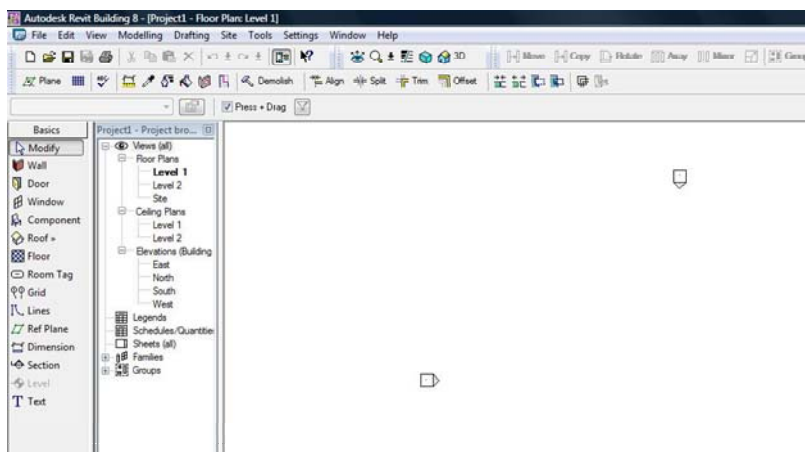 Autodesk Revit Building 8 - [Project1 - Floor Plan: Level 1]
File Edit View Modelling Drafting Site Tools Settings Window Help
3D Move Copy Rotate Array Mirror Group
Plane Demolish Align Split Trim Offset
Press + Drag
Basics
Modify
Wall
Door
Window
Component
Roof »
Floor
Room Tag
Grid
Lines
Ref Plane
Dimension
Section
Level
Text
Project1 - Project bro...
Views (all)
Floor Plans
Level 1
Level 2
Site
Ceiling Plans
Level 1
Level 2
Elevations (Building
East
North
South
West
Legends
Schedules/Quantitie
Sheets (all)
Families
Groups